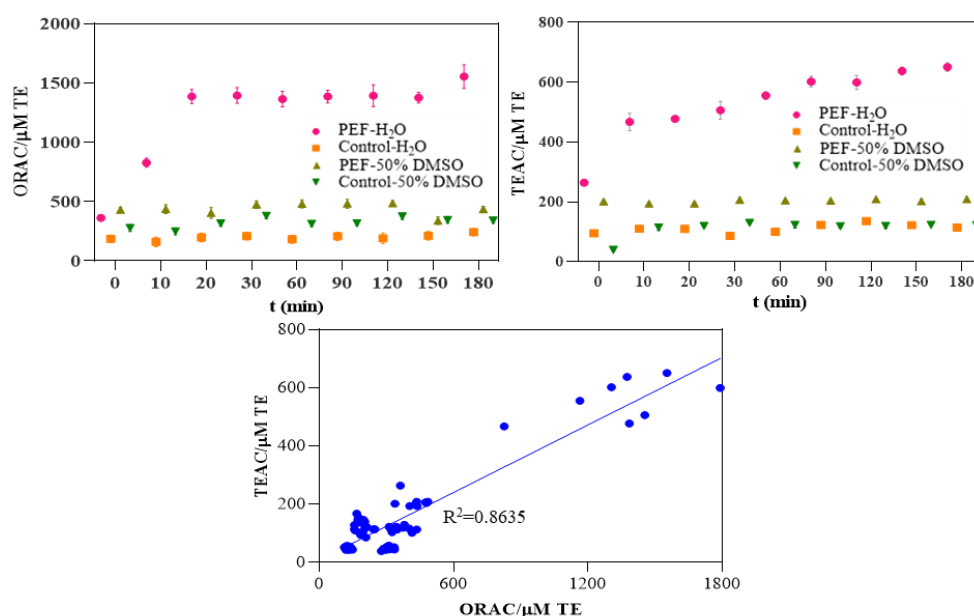 2000
1500
1000
500
0
ORAC/μM TE
PEF-H₂O
Control-H₂O
PEF-50% DMSO
Control-50% DMSO
0 10 20 30 60 90 120 150 180
t (min)
800
600
400
200
0
TEAC/μM TE
PEF-H₂O
Control-H₂O
PEF-50% DMSO
Control-50% DMSO
0 10 20 30 60 90 120 150 180
t (min)
800
600
400
200
0
TEAC/μM TE
R²=0.8635
0 600 1200 1800
ORAC/μM TE